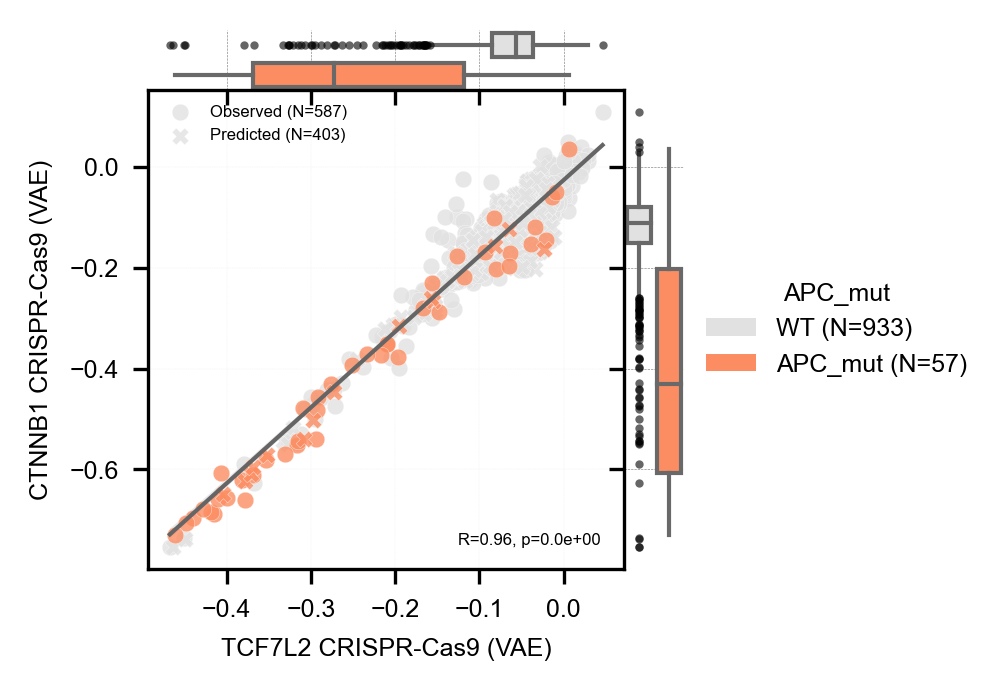 Observed (N=587)
Predicted (N=403)
0.0
−0.2
−0.4
−0.6
CTNNB1 CRISPR-Cas9 (VAE)
R=0.96, p=0.0e+00
−0.4 −0.3 −0.2 −0.1 0.0
TCF7L2 CRISPR-Cas9 (VAE)
APC_mut
WT (N=933)
APC_mut (N=57)